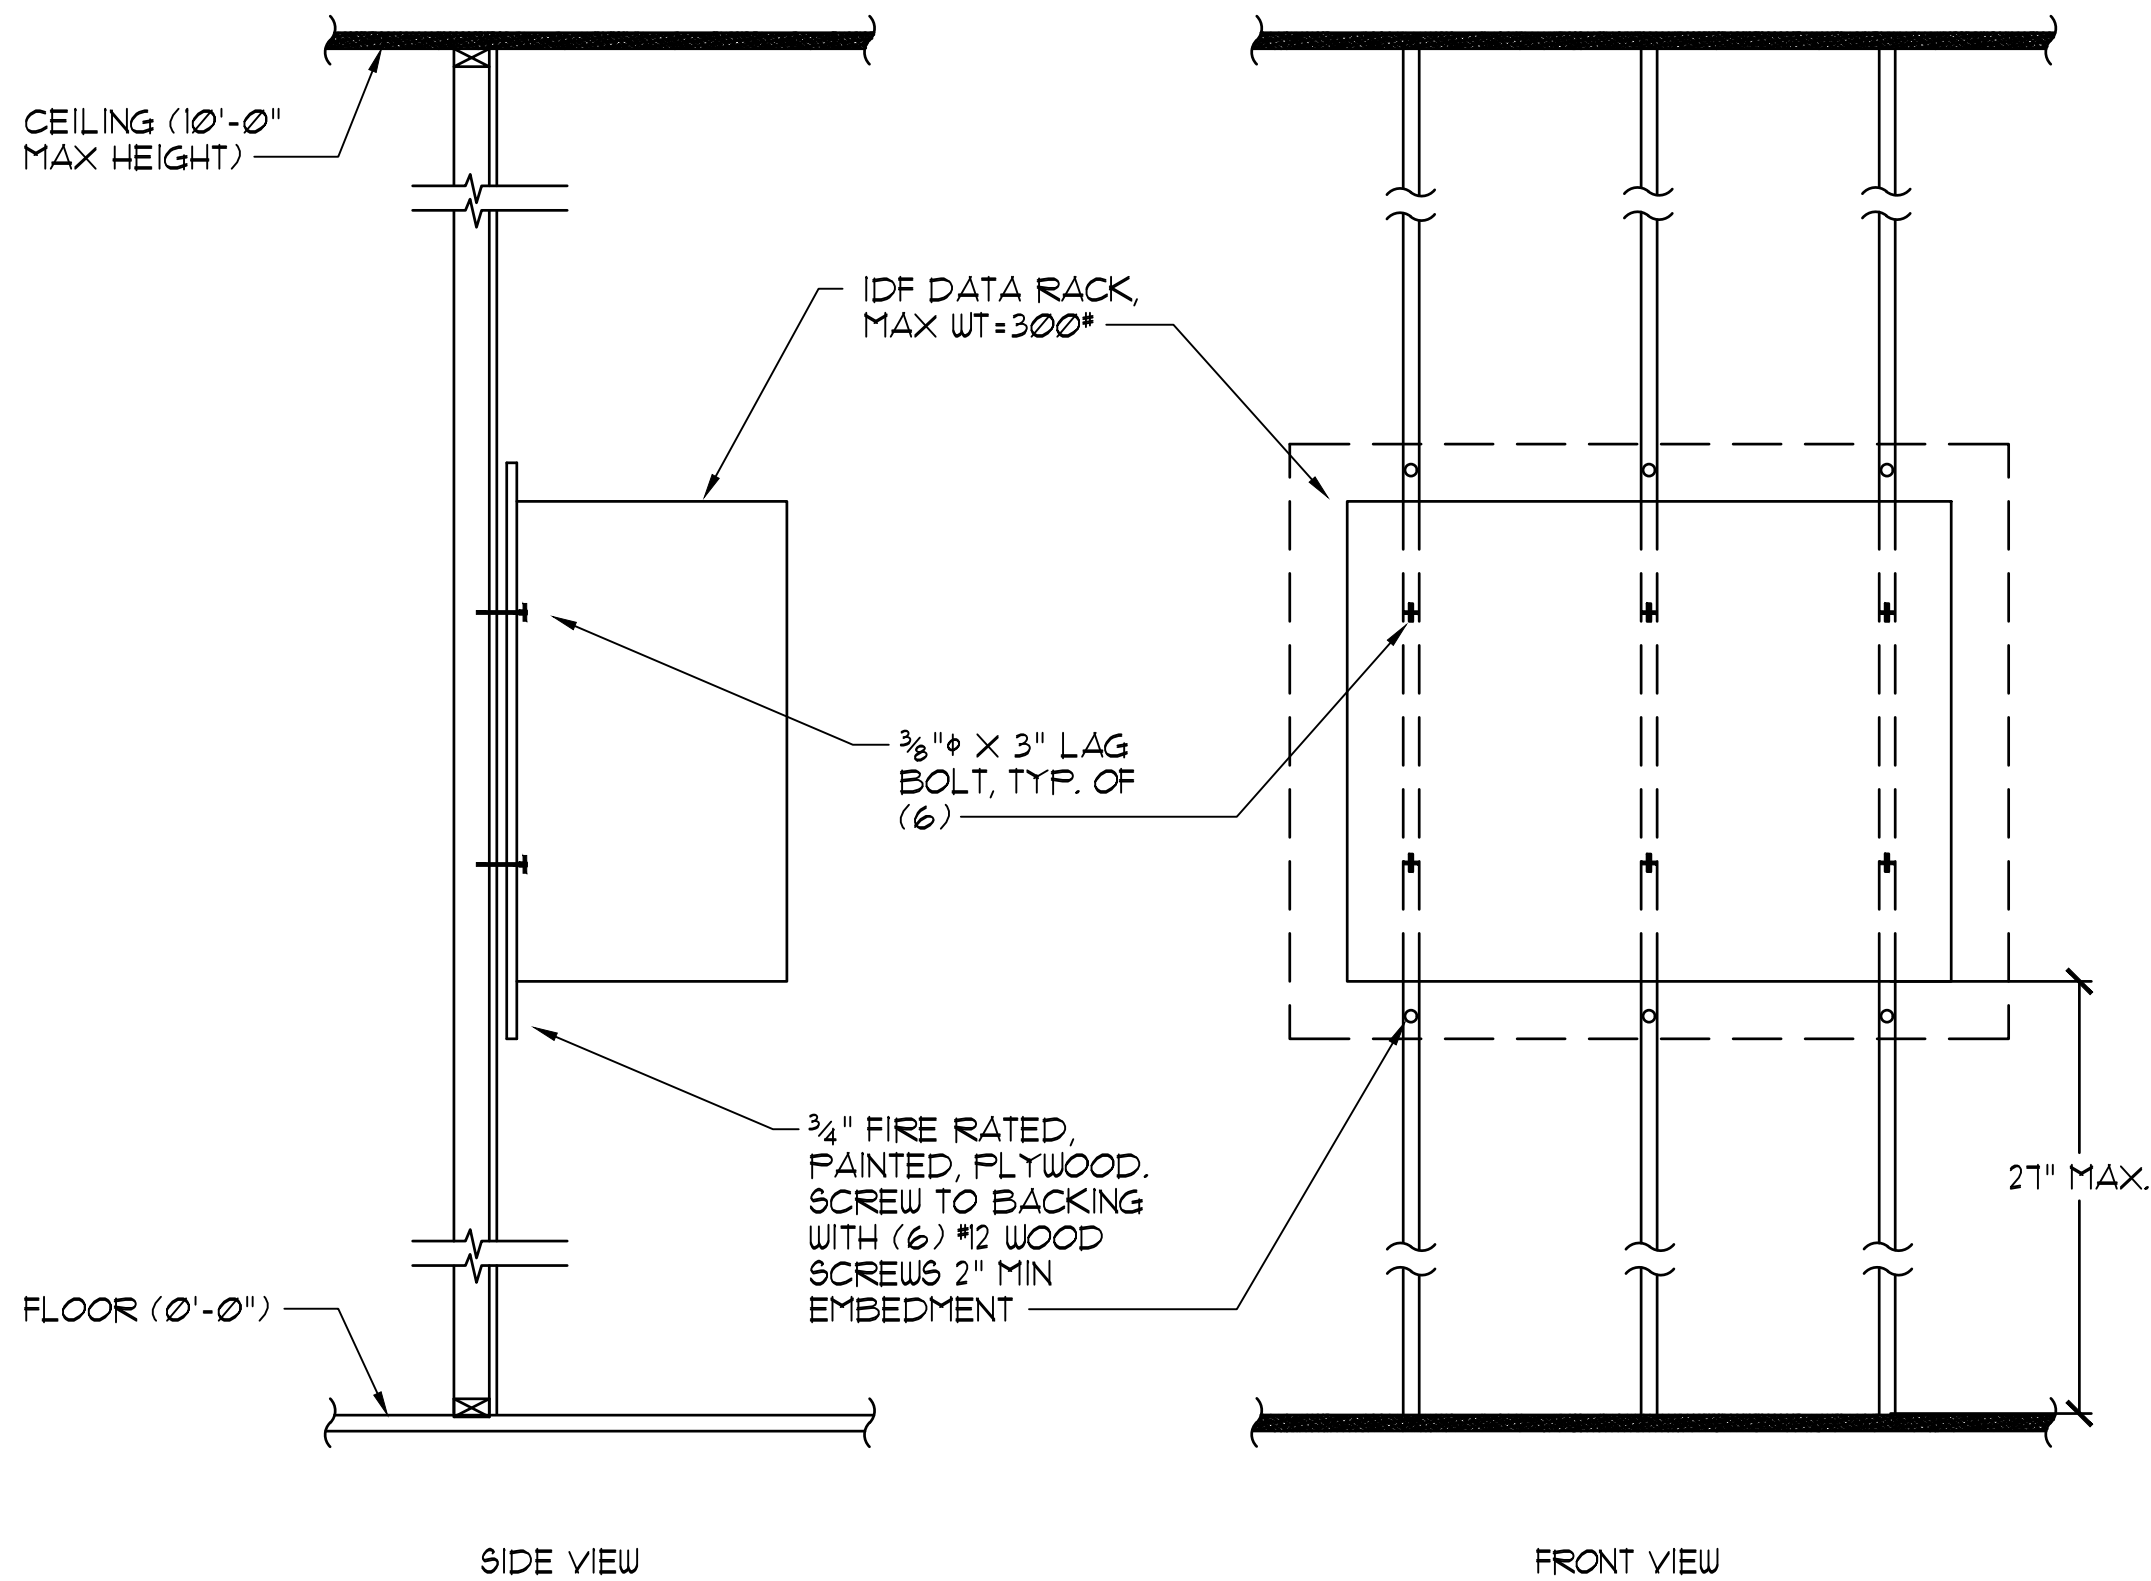 CEILING (10'-0"
MAX HEIGHT)
IDF DATA RACK,
MAX WT=300#
3/8"ϕ X 3" LAG
BOLT, TYP. OF
(6)
3/4" FIRE RATED,
PAINTED, PLYWOOD.
SCREW TO BACKING
WITH (6) #12 WOOD
SCREWS 2" MIN
EMBEDMENT
27" MAX.
FLOOR (0'-0")
SIDE VIEW
FRONT VIEW